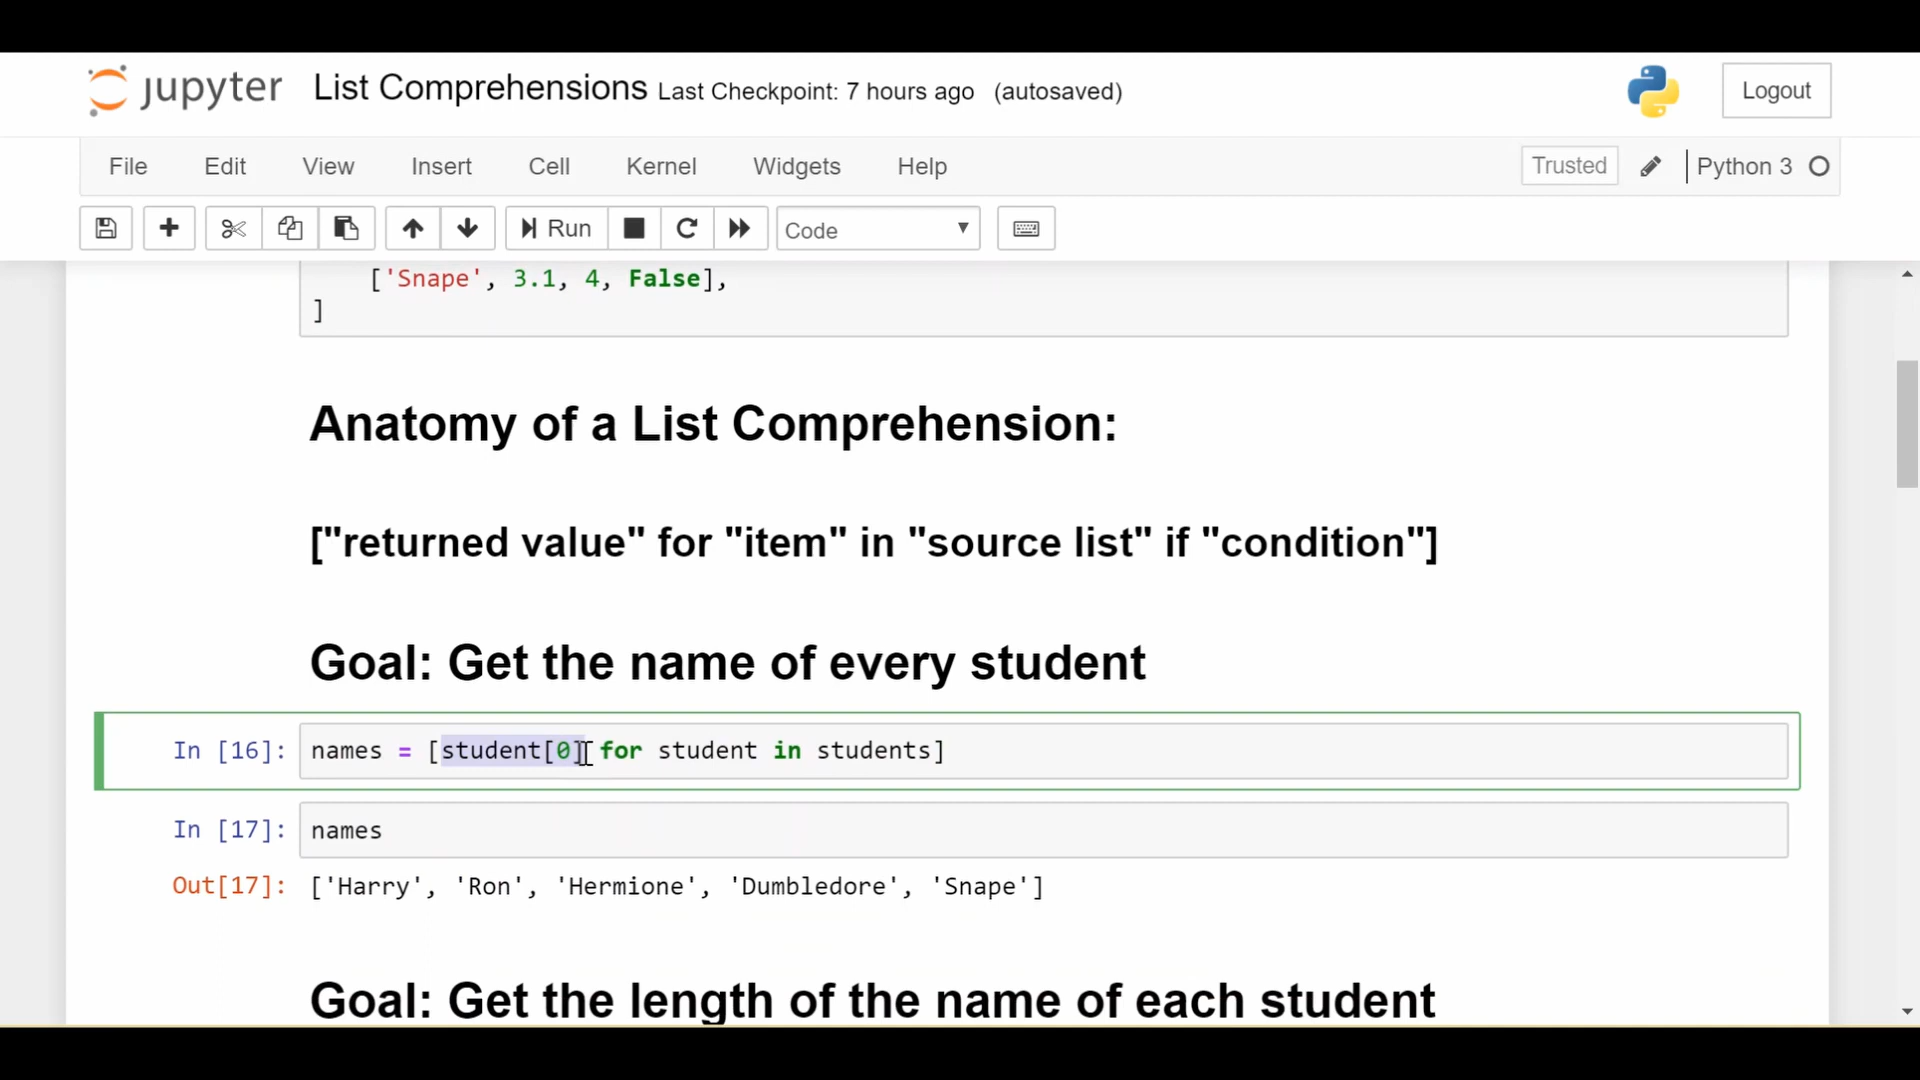 jupyter List Comprehensions Last Checkpoint: 7 hours ago (autosaved) Logout
File Edit View Insert Cell Kernel Widgets Help Trusted Python 3
Run Code
['Snape', 3.1, 4, False],
]
Anatomy of a List Comprehension:
["returned value" for "item" in "source list" if "condition"]
Goal: Get the name of every student
In [16]: names = [student[0] for student in students]
In [17]: names
Out[17]: ['Harry', 'Ron', 'Hermione', 'Dumbledore', 'Snape']
Goal: Get the length of the name of each student